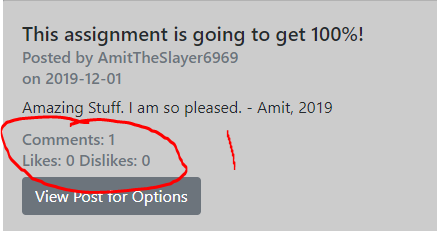 This assignment is going to get 100%!
Posted by AmitTheSlayer6969
on 2019-12-01
Amazing Stuff. I am so pleased. - Amit, 2019
Comments: 1
Likes: 0 Dislikes: 0
View Post for Options